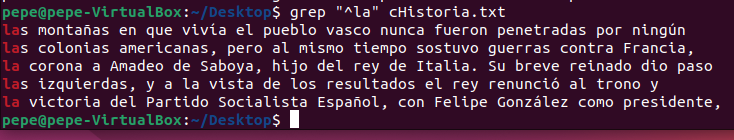 pepe@pepe-VirtualBox:~/Desktop$ grep "^la" cHistoria.txt
las montañas en que vivía el pueblo vasco nunca fueron penetradas por ningún
las colonias americanas, pero al mismo tiempo sostuvo guerras contra Francia,
la corona a Amadeo de Saboya, hijo del rey de Italia. Su breve reinado dio paso
las izquierdas, y a la vista de los resultados el rey renunció al trono y
la victoria del Partido Socialista Español, con Felipe González como presidente,
pepe@pepe-VirtualBox:~/Desktop$